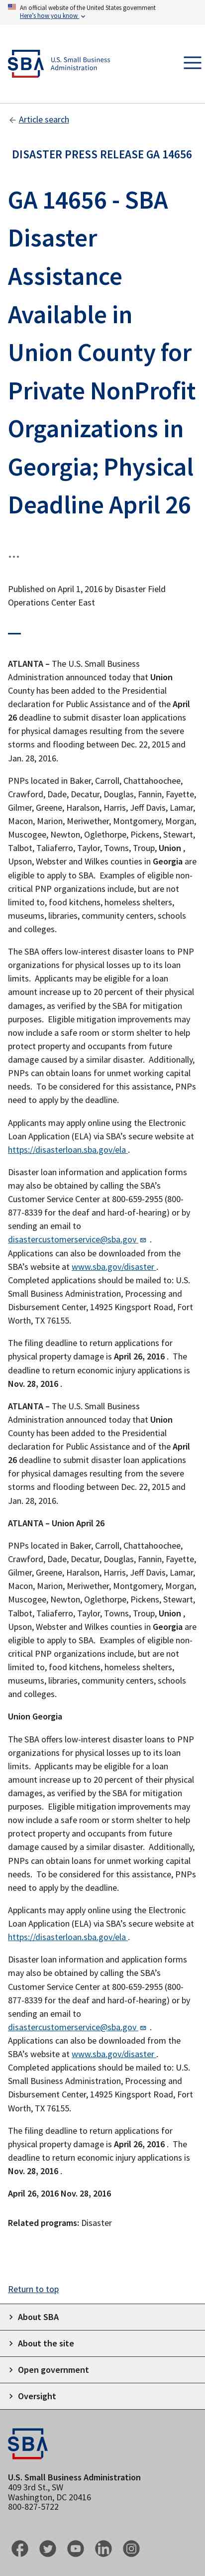 An official website of the United States government
Here's how you know
SBA U.S. Small Business
Administration
Article search
DISASTER PRESS RELEASE GA 14656
GA 14656 - SBA
Disaster
Assistance
Available in
Union County for
Private NonProfit
Organizations in
Georgia; Physical
Deadline April 26
...
Published on April 1, 2016 by Disaster Field
Operations Center East
ATLANTA – The U.S. Small Business
Administration announced today that Union
County has been added to the Presidential
declaration for Public Assistance and of the April
26 deadline to submit disaster loan applications
for physical damages resulting from the severe
storms and flooding between Dec. 22, 2015 and
Jan. 28, 2016.
PNPs located in Baker, Carroll, Chattahoochee,
Crawford, Dade, Decatur, Douglas, Fannin, Fayette,
Gilmer, Greene, Haralson, Harris, Jeff Davis, Lamar,
Macon, Marion, Meriwether, Montgomery, Morgan,
Muscogee, Newton, Oglethorpe, Pickens, Stewart,
Talbot, Taliaferro, Taylor, Towns, Troup, Union ,
Upson, Webster and Wilkes counties in Georgia are
eligible to apply to SBA.  Examples of eligible non-
critical PNP organizations include, but are not
limited to, food kitchens, homeless shelters,
museums, libraries, community centers, schools
and colleges.
The SBA offers low-interest disaster loans to PNP
organizations for physical losses up to its loan
limits.  Applicants may be eligible for a loan
amount increase up to 20 percent of their physical
damages, as verified by the SBA for mitigation
purposes.  Eligible mitigation improvements may
now include a safe room or storm shelter to help
protect property and occupants from future
damage caused by a similar disaster.  Additionally,
PNPs can obtain loans for unmet working capital
needs.  To be considered for this assistance, PNPs
need to apply by the deadline.
Applicants may apply online using the Electronic
Loan Application (ELA) via SBA's secure website at
https://disasterloan.sba.gov/ela .
Disaster loan information and application forms
may also be obtained by calling the SBA's
Customer Service Center at 800-659-2955 (800-
877-8339 for the deaf and hard-of-hearing) or by
sending an email to
disastercustomerservice@sba.gov .
Applications can also be downloaded from the
SBA's website at www.sba.gov/disaster .
Completed applications should be mailed to: U.S.
Small Business Administration, Processing and
Disbursement Center, 14925 Kingsport Road, Fort
Worth, TX 76155.
The filing deadline to return applications for
physical property damage is April 26, 2016 .  The
deadline to return economic injury applications is
Nov. 28, 2016 .
ATLANTA – The U.S. Small Business
Administration announced today that Union
County has been added to the Presidential
declaration for Public Assistance and of the April
26 deadline to submit disaster loan applications
for physical damages resulting from the severe
storms and flooding between Dec. 22, 2015 and
Jan. 28, 2016.
ATLANTA – Union April 26
PNPs located in Baker, Carroll, Chattahoochee,
Crawford, Dade, Decatur, Douglas, Fannin, Fayette,
Gilmer, Greene, Haralson, Harris, Jeff Davis, Lamar,
Macon, Marion, Meriwether, Montgomery, Morgan,
Muscogee, Newton, Oglethorpe, Pickens, Stewart,
Talbot, Taliaferro, Taylor, Towns, Troup, Union ,
Upson, Webster and Wilkes counties in Georgia are
eligible to apply to SBA.  Examples of eligible non-
critical PNP organizations include, but are not
limited to, food kitchens, homeless shelters,
museums, libraries, community centers, schools
and colleges.
Union Georgia
The SBA offers low-interest disaster loans to PNP
organizations for physical losses up to its loan
limits.  Applicants may be eligible for a loan
amount increase up to 20 percent of their physical
damages, as verified by the SBA for mitigation
purposes.  Eligible mitigation improvements may
now include a safe room or storm shelter to help
protect property and occupants from future
damage caused by a similar disaster.  Additionally,
PNPs can obtain loans for unmet working capital
needs.  To be considered for this assistance, PNPs
need to apply by the deadline.
Applicants may apply online using the Electronic
Loan Application (ELA) via SBA's secure website at
https://disasterloan.sba.gov/ela .
Disaster loan information and application forms
may also be obtained by calling the SBA's
Customer Service Center at 800-659-2955 (800-
877-8339 for the deaf and hard-of-hearing) or by
sending an email to
disastercustomerservice@sba.gov .
Applications can also be downloaded from the
SBA's website at www.sba.gov/disaster .
Completed applications should be mailed to: U.S.
Small Business Administration, Processing and
Disbursement Center, 14925 Kingsport Road, Fort
Worth, TX 76155.
The filing deadline to return applications for
physical property damage is April 26, 2016 .  The
deadline to return economic injury applications is
Nov. 28, 2016 .
April 26, 2016 Nov. 28, 2016
Related programs: Disaster
Return to top
About SBA
About the site
Open government
Oversight
SBA
U.S. Small Business Administration
409 3rd St., SW
Washington, DC 20416
800-827-5722